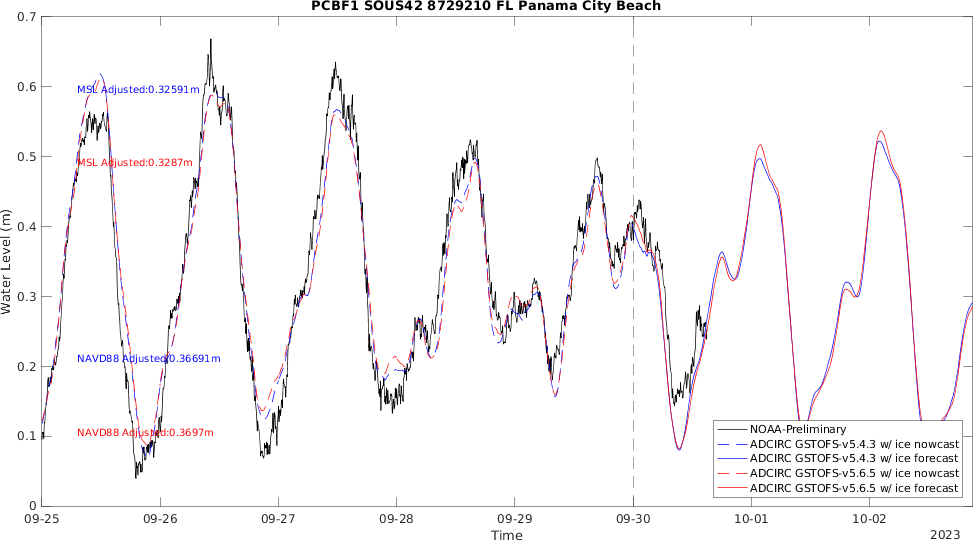 PCBF1 SOUS42 8729210 FL Panama City Beach
0.7
0.6
0.5
0.4
0.3
0.2
0.1
0
Water Level (m)
MSL Adjusted:0.32591m
MSL Adjusted:0.3287m
NAVD88 Adjusted:0.36691m
NAVD88 Adjusted:0.3697m
NOAA-Preliminary
ADCIRC GSTOFS-v5.4.3 w/ ice nowcast
ADCIRC GSTOFS-v5.4.3 w/ ice forecast
ADCIRC GSTOFS-v5.6.5 w/ ice nowcast
ADCIRC GSTOFS-v5.6.5 w/ ice forecast
09-25 09-26 09-27 09-28 09-29 09-30 10-01 10-02
Time
2023